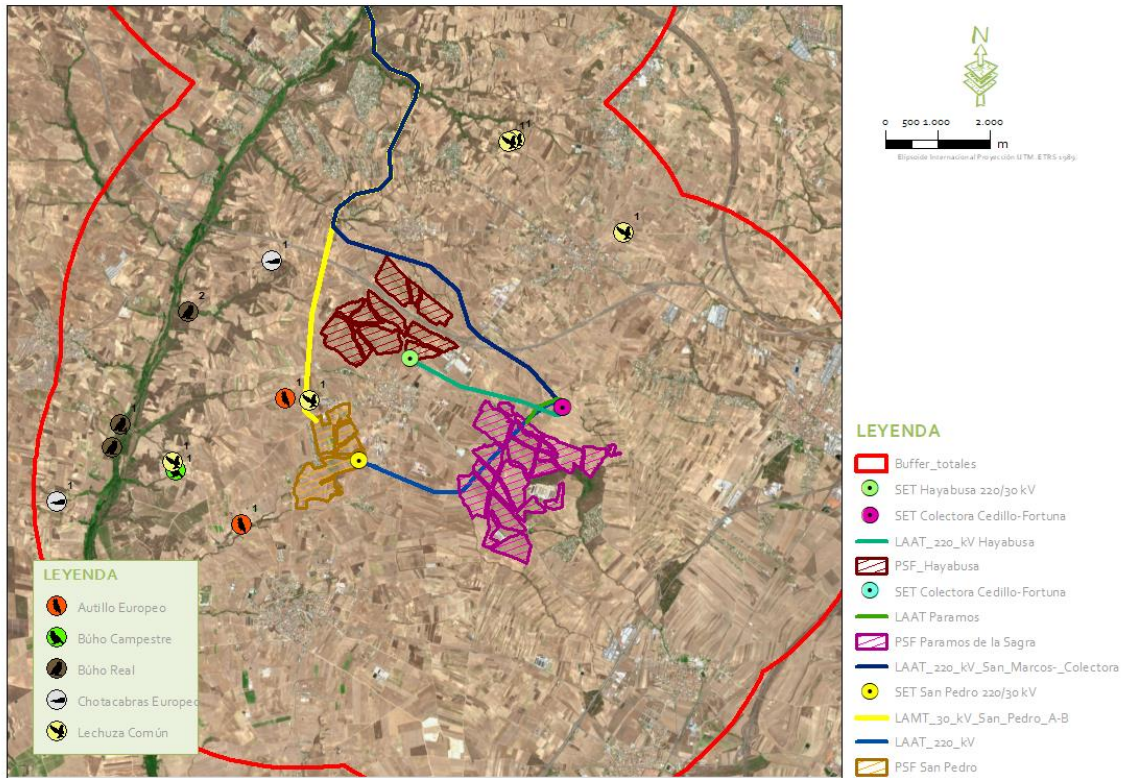 N
0 500 1.000 2.000
m
Elipsoide Internacional Proyección UTM. ETRS 1989.
1 1
1
1
2
1
1
1
1
1
1
LEYENDA
Autillo Europeo
Búho Campestre
Búho Real
Chotacabras Europeo
Lechuza Común
LEYENDA
Buffer_totales
SET Hayabusa 220/30 kV
SET Colectora Cedillo-Fortuna
LAAT_220_kV Hayabusa
PSF_Hayabusa
SET Colectora Cedillo-Fortuna
LAAT Paramos
PSF Paramos de la Sagra
LAAT_220_kV_San_Marcos-_Colectora
SET San Pedro 220/30 kV
LAMT_30_kV_San_Pedro_A-B
LAAT_220_kV
PSF San Pedro